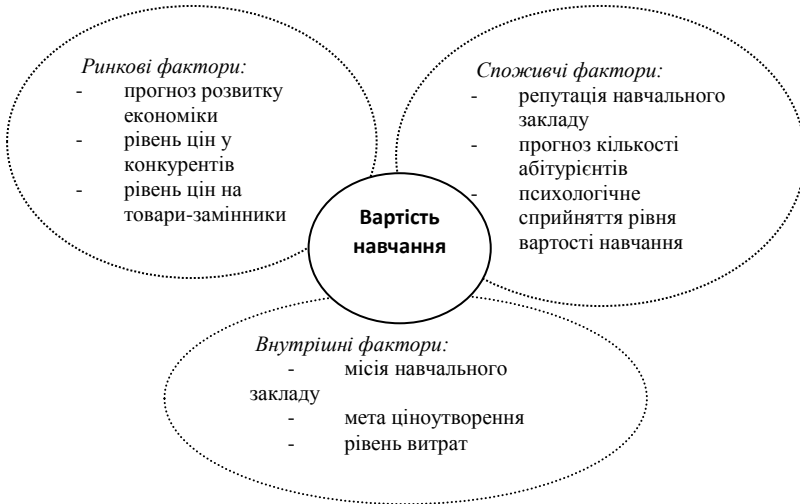 Ринкові фактори:
- прогноз розвитку
економіки
- рівень цін у
конкурентів
- рівень цін на
товари-замінники
Споживчі фактори:
- репутація навчального
закладу
- прогноз кількості
абітурієнтів
- психологічне
сприйняття рівня
вартості навчання
Вартість
навчання
Внутрішні фактори:
- місія навчального
закладу
- мета ціноутворення
- рівень витрат